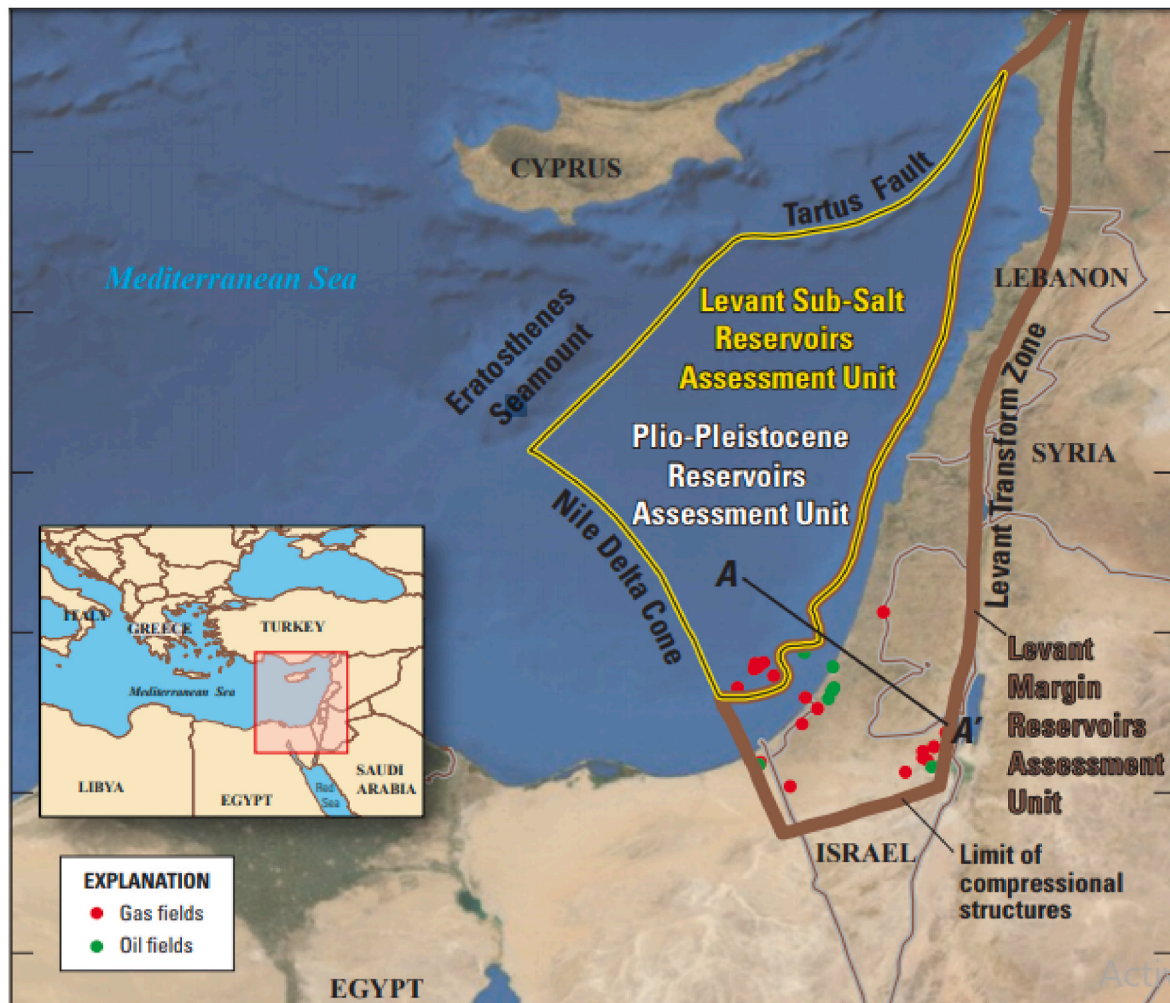 CYPRUS
Tartus Fault
Mediterranean Sea
LEBANON
Eratosthenes
Seamount
Levant Sub-Salt
Reservoirs
Assessment Unit
Plio-Pleistocene
Reservoirs
Assessment Unit
SYRIA
Levant Transform Zone
Nile Delta Cone
A
A'
Levant
Margin
Reservoirs
Assessment
Unit
ITALY
GREECE
TURKEY
Mediterranean Sea
LIBYA
EGYPT
Red
Sea
SAUDI
ARABIA
ISRAEL
Limit of
compressional
structures
EXPLANATION
Gas fields
Oil fields
EGYPT
Acti